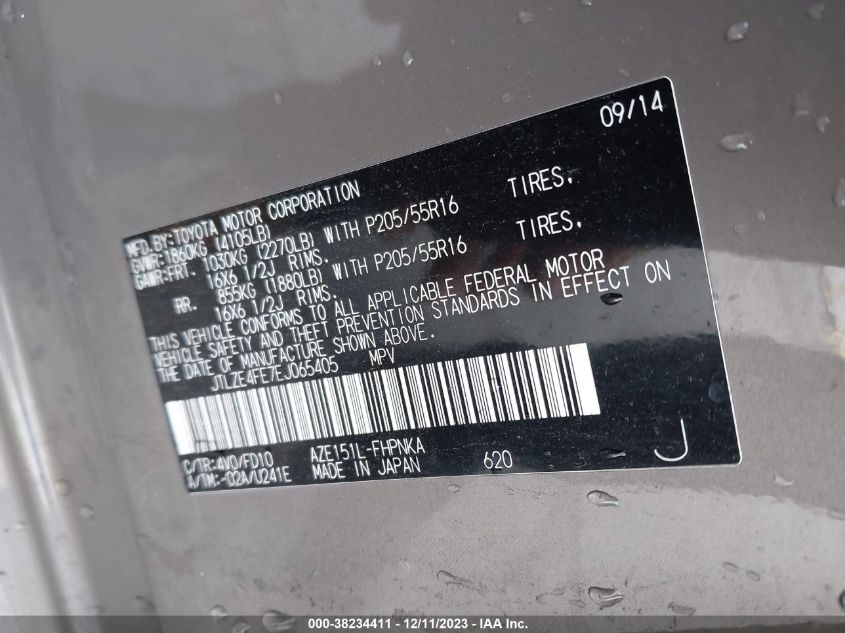 09/14
MFD.BY:TOYOTA MOTOR CORPORATION
GVWR:1860KG (4105LB)
GAWR:FRT. 1030KG (2270LB) WITH P205/55R16 TIRES,
16X6 1/2J RIMS.
RR. 855KG (1880LB) WITH P205/55R16 TIRES,
16X6 1/2J RIMS.
THIS VEHICLE CONFORMS TO ALL APPLICABLE FEDERAL MOTOR
VEHICLE SAFETY AND THEFT PREVENTION STANDARDS IN EFFECT ON
THE DATE OF MANUFACTURE SHOWN ABOVE.
JTLZE4FE7EJ065405 MPV
C/TR:4V0/FD10 AZE151L-FHPNKA
A/TM:-02A/U241E MADE IN JAPAN 620 J
000-38234411 - 12/11/2023 - IAA Inc.